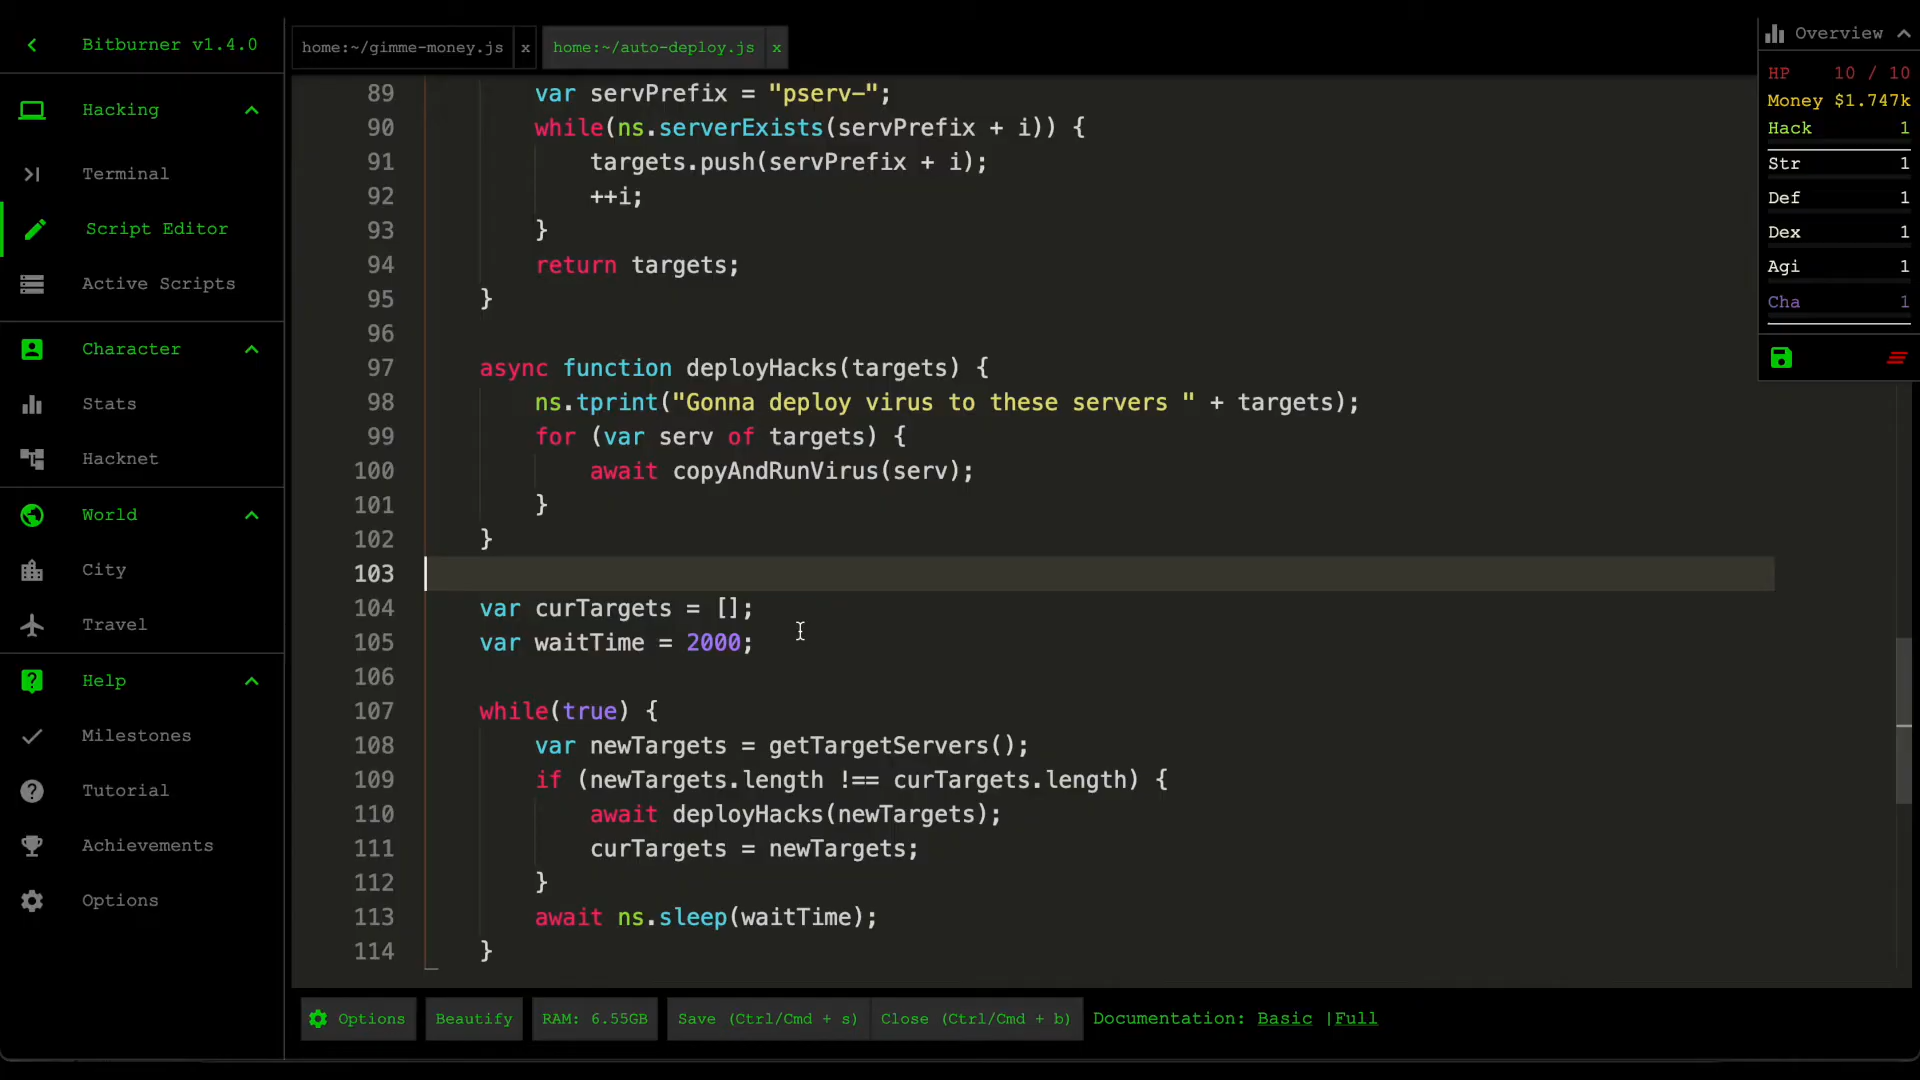 Bitburner v1.4.0
Hacking
Terminal
Script Editor
Active Scripts
Character
Stats
Hacknet
World
City
Travel
Help
Milestones
Tutorial
Achievements
Options
home:~/gimme-money.js x
home:~/auto-deploy.js x
89 var servPrefix = "pserv-";
90 while(ns.serverExists(servPrefix + i)) {
91 targets.push(servPrefix + i);
92 ++i;
93 }
94 return targets;
95 }
96
97 async function deployHacks(targets) {
98 ns.tprint("Gonna deploy virus to these servers " + targets);
99 for (var serv of targets) {
100 await copyAndRunVirus(serv);
101 }
102 }
103
104 var curTargets = [];
105 var waitTime = 2000;
106
107 while(true) {
108 var newTargets = getTargetServers();
109 if (newTargets.length !== curTargets.length) {
110 await deployHacks(newTargets);
111 curTargets = newTargets;
112 }
113 await ns.sleep(waitTime);
114 }
Options Beautify RAM: 6.55GB Save (Ctrl/Cmd + s) Close (Ctrl/Cmd + b) Documentation: Basic |Full
Overview
HP 10 / 10
Money $1.747k
Hack 1
Str 1
Def 1
Dex 1
Agi 1
Cha 1